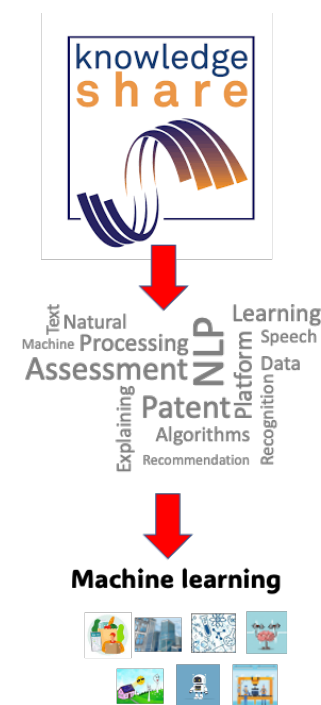 knowledge
share
Text
Natural
Machine
Processing
Assessment
NLP
Learning
Speech
Platform
Data
Explaining
Patent
Algorithms
Recommendation
Recognition
Machine learning